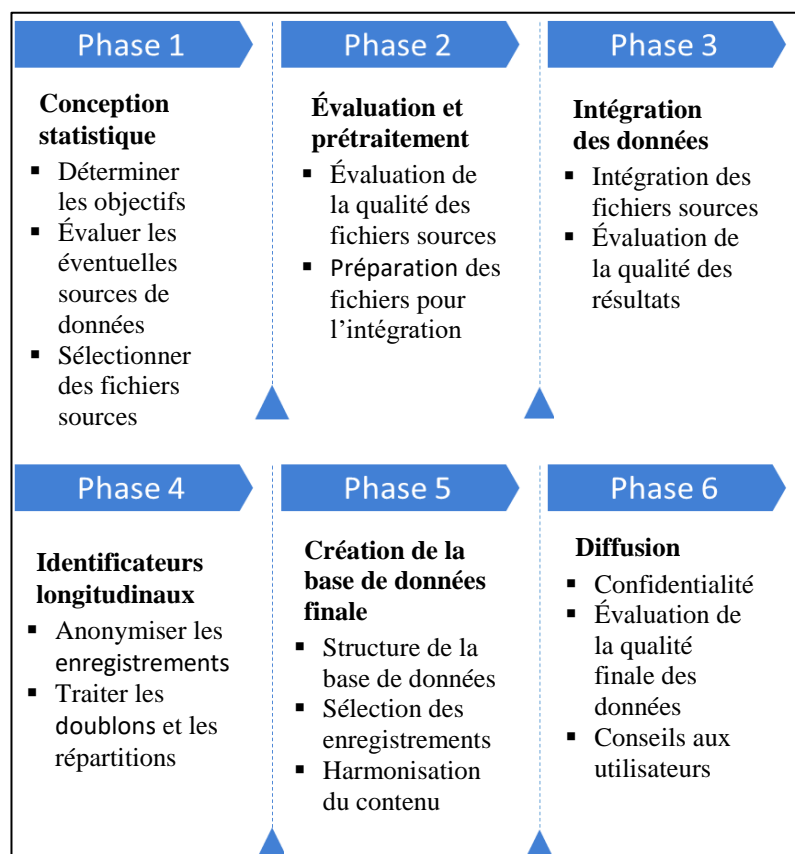 Phase 1
Conception
statistique
▪ Déterminer
les objectifs
▪ Évaluer les
éventuelles
sources de
données
▪ Sélectionner
des fichiers
sources
Phase 2
Évaluation et
prétraitement
▪ Évaluation de
la qualité des
fichiers sources
▪ Préparation des
fichiers pour
l’intégration
Phase 3
Intégration
des données
▪ Intégration des
fichiers sources
▪ Évaluation de
la qualité des
résultats
Phase 4
Identificateurs
longitudinaux
▪ Anonymiser les
enregistrements
▪ Traiter les
doublons et les
répartitions
Phase 5
Création de la
base de données
finale
▪ Structure de la
base de données
▪ Sélection des
enregistrements
▪ Harmonisation
du contenu
Phase 6
Diffusion
▪ Confidentialité
▪ Évaluation de
la qualité
finale des
données
▪ Conseils aux
utilisateurs